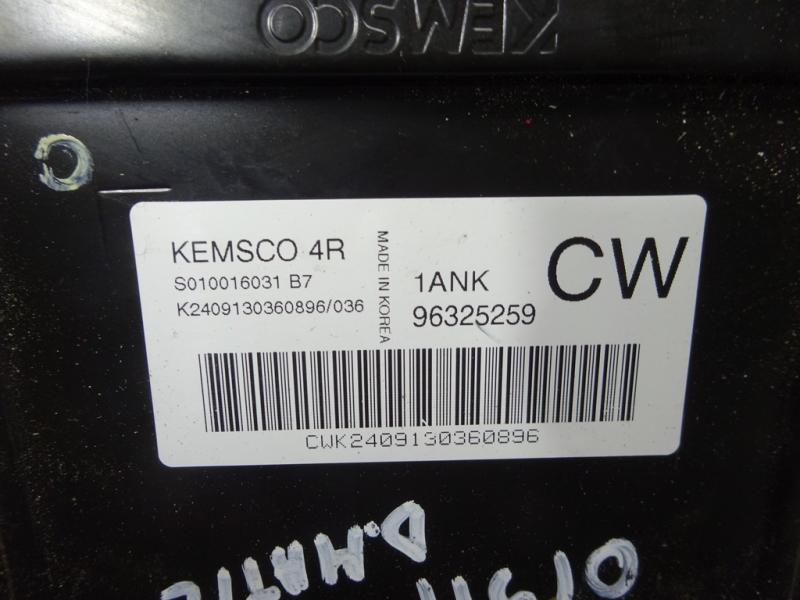 KEMSCO
KEMSCO 4R
S010016031 B7
K2409130360896/036
MADE IN KOREA
1ANK
96325259
CW
CWK2409130360896